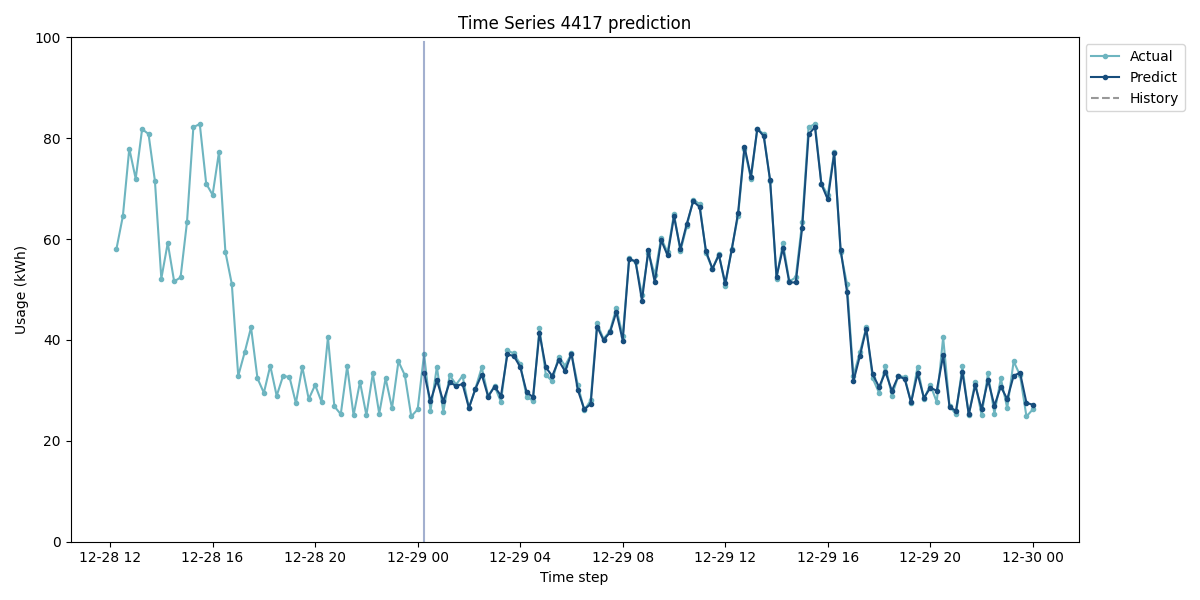 Time Series 4417 prediction
100
80
60
40
20
0
Usage (kWh)
12-28 12
12-28 16
12-28 20
12-29 00
12-29 04
12-29 08
12-29 12
12-29 16
12-29 20
12-30 00
Time step
Actual
Predict
History